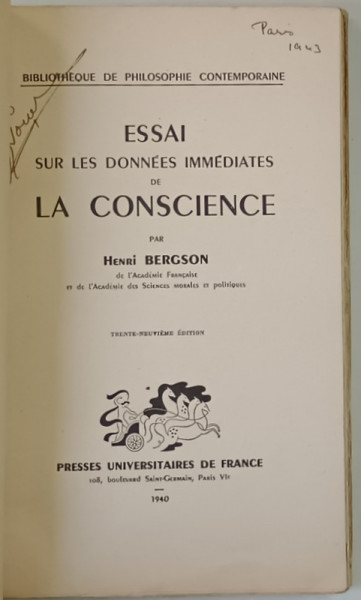 Paris
1943
BIBLIOTHÈQUE DE PHILOSOPHIE CONTEMPORAINE
ESSAI
SUR LES DONNÉES IMMÉDIATES
DE
LA CONSCIENCE
PAR
HENRI BERGSON
de l'Académie Française
et de l'Académie des Sciences morales et politiques
TRENTE-NEUVIÈME ÉDITION
PRESSES UNIVERSITAIRES DE FRANCE
108, boulevard Saint-Germain, Paris VIe
1940